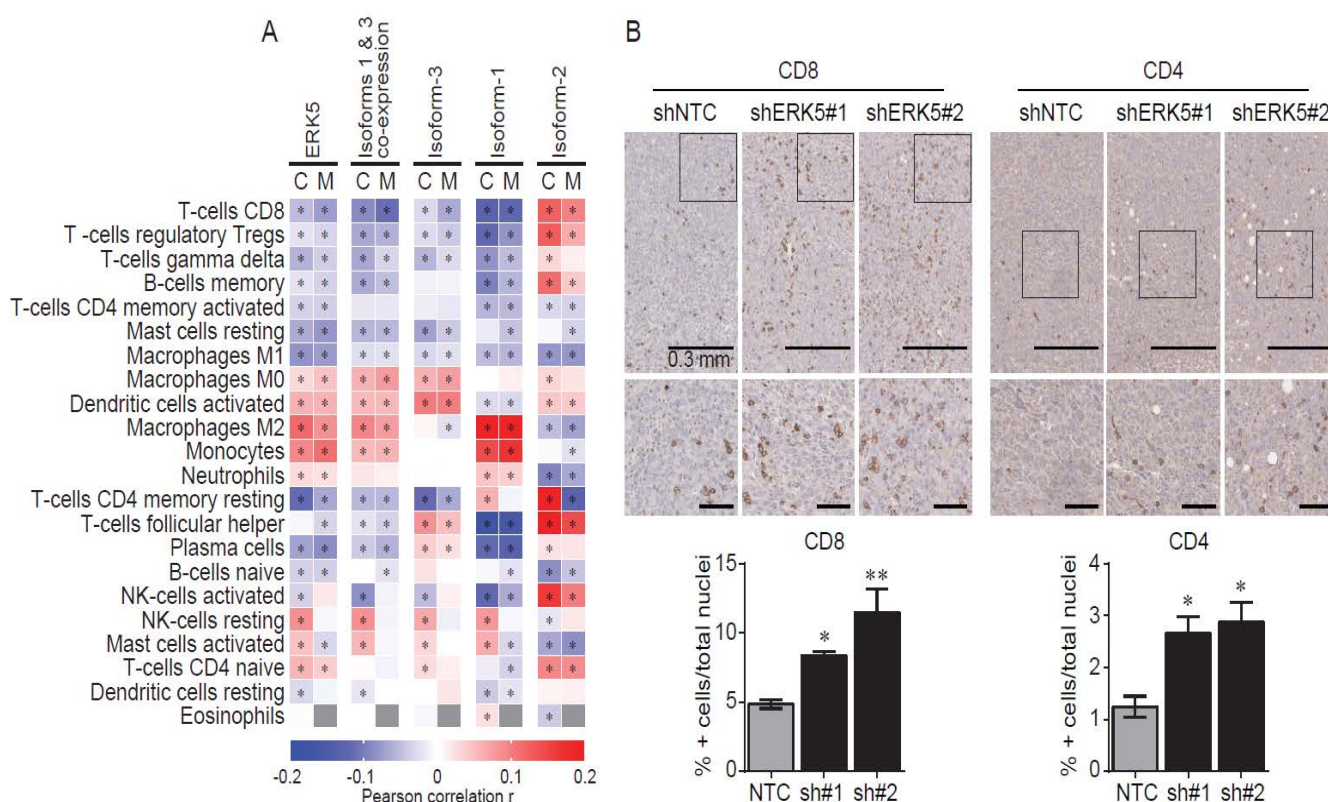 A
ERK5
Isoforms 1 & 3
co-expression
Isoform-3
Isoform-1
Isoform-2
C M C M C M C M C M
T-cells CD8
T -cells regulatory Tregs
T-cells gamma delta
B-cells memory
T-cells CD4 memory activated
Mast cells resting
Macrophages M1
Macrophages M0
Dendritic cells activated
Macrophages M2
Monocytes
Neutrophils
T-cells CD4 memory resting
T-cells follicular helper
Plasma cells
B-cells naive
NK-cells activated
NK-cells resting
Mast cells activated
T-cells CD4 naive
Dendritic cells resting
Eosinophils
-0.2 -0.1 0 0.1 0.2
Pearson correlation r
B
CD8 CD4
shNTC shERK5#1 shERK5#2 shNTC shERK5#1 shERK5#2
0.3 mm
CD8
% + cells/total nuclei
15
10
5
0
* **
NTC sh#1 sh#2
CD4
% + cells/total nuclei
4
3
2
1
0
* *
NTC sh#1 sh#2